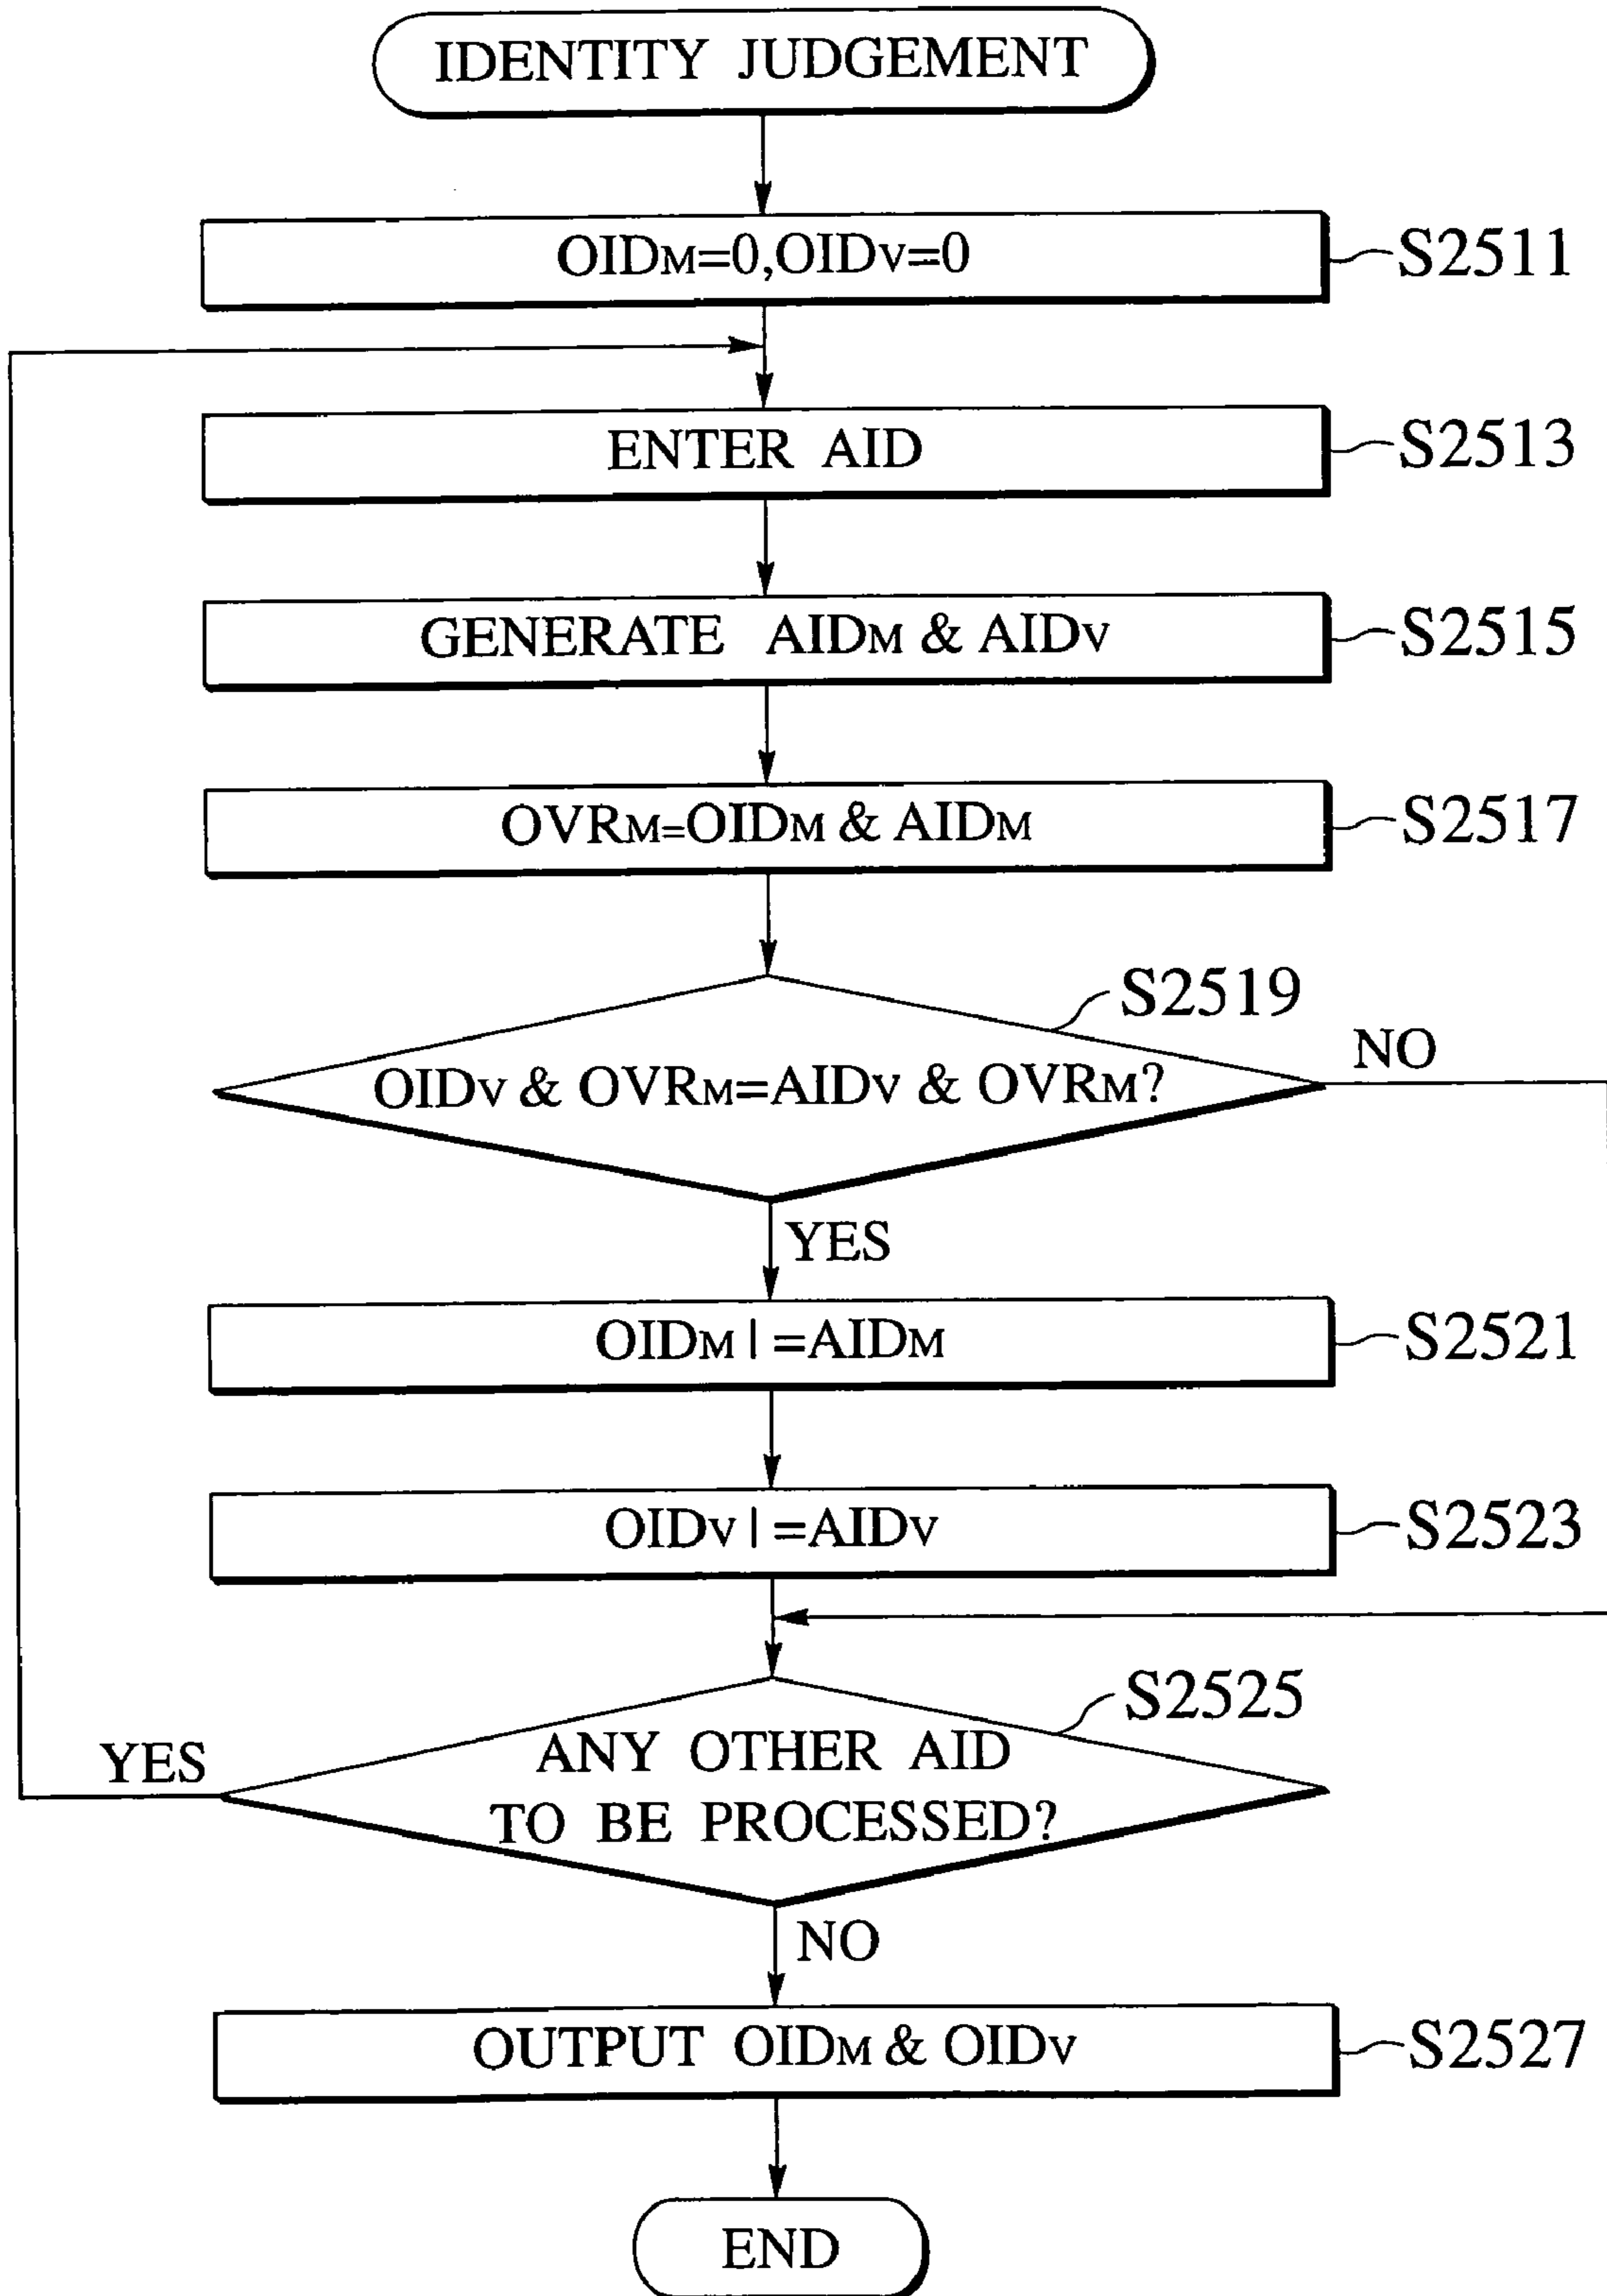 IDENTITY JUDGEMENT
OIDM=0,OIDV=0
S2511
ENTER AID
S2513
GENERATE AIDM & AIDV
S2515
OVRM=OIDM & AIDM
S2517
S2519
NO
OIDV & OVRM=AIDV & OVRM?
YES
OIDM|=AIDM
S2521
OIDV|=AIDV
S2523
S2525
YES
ANY OTHER AID
TO BE PROCESSED?
NO
OUTPUT OIDM & OIDV
S2527
END